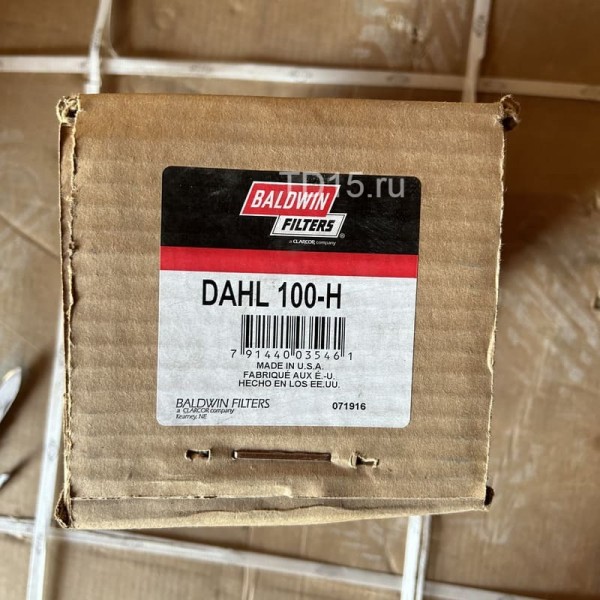 TD15.ru
BALDWIN
FILTERS®
a CLARCOR company
DAHL 100-H
7 91440 03546 1
MADE IN U.S.A.
FABRIQUÉ AUX É.-U.
HECHO EN LOS EE.UU.
BALDWIN FILTERS
a CLARCOR company
Kearney, NE
071916